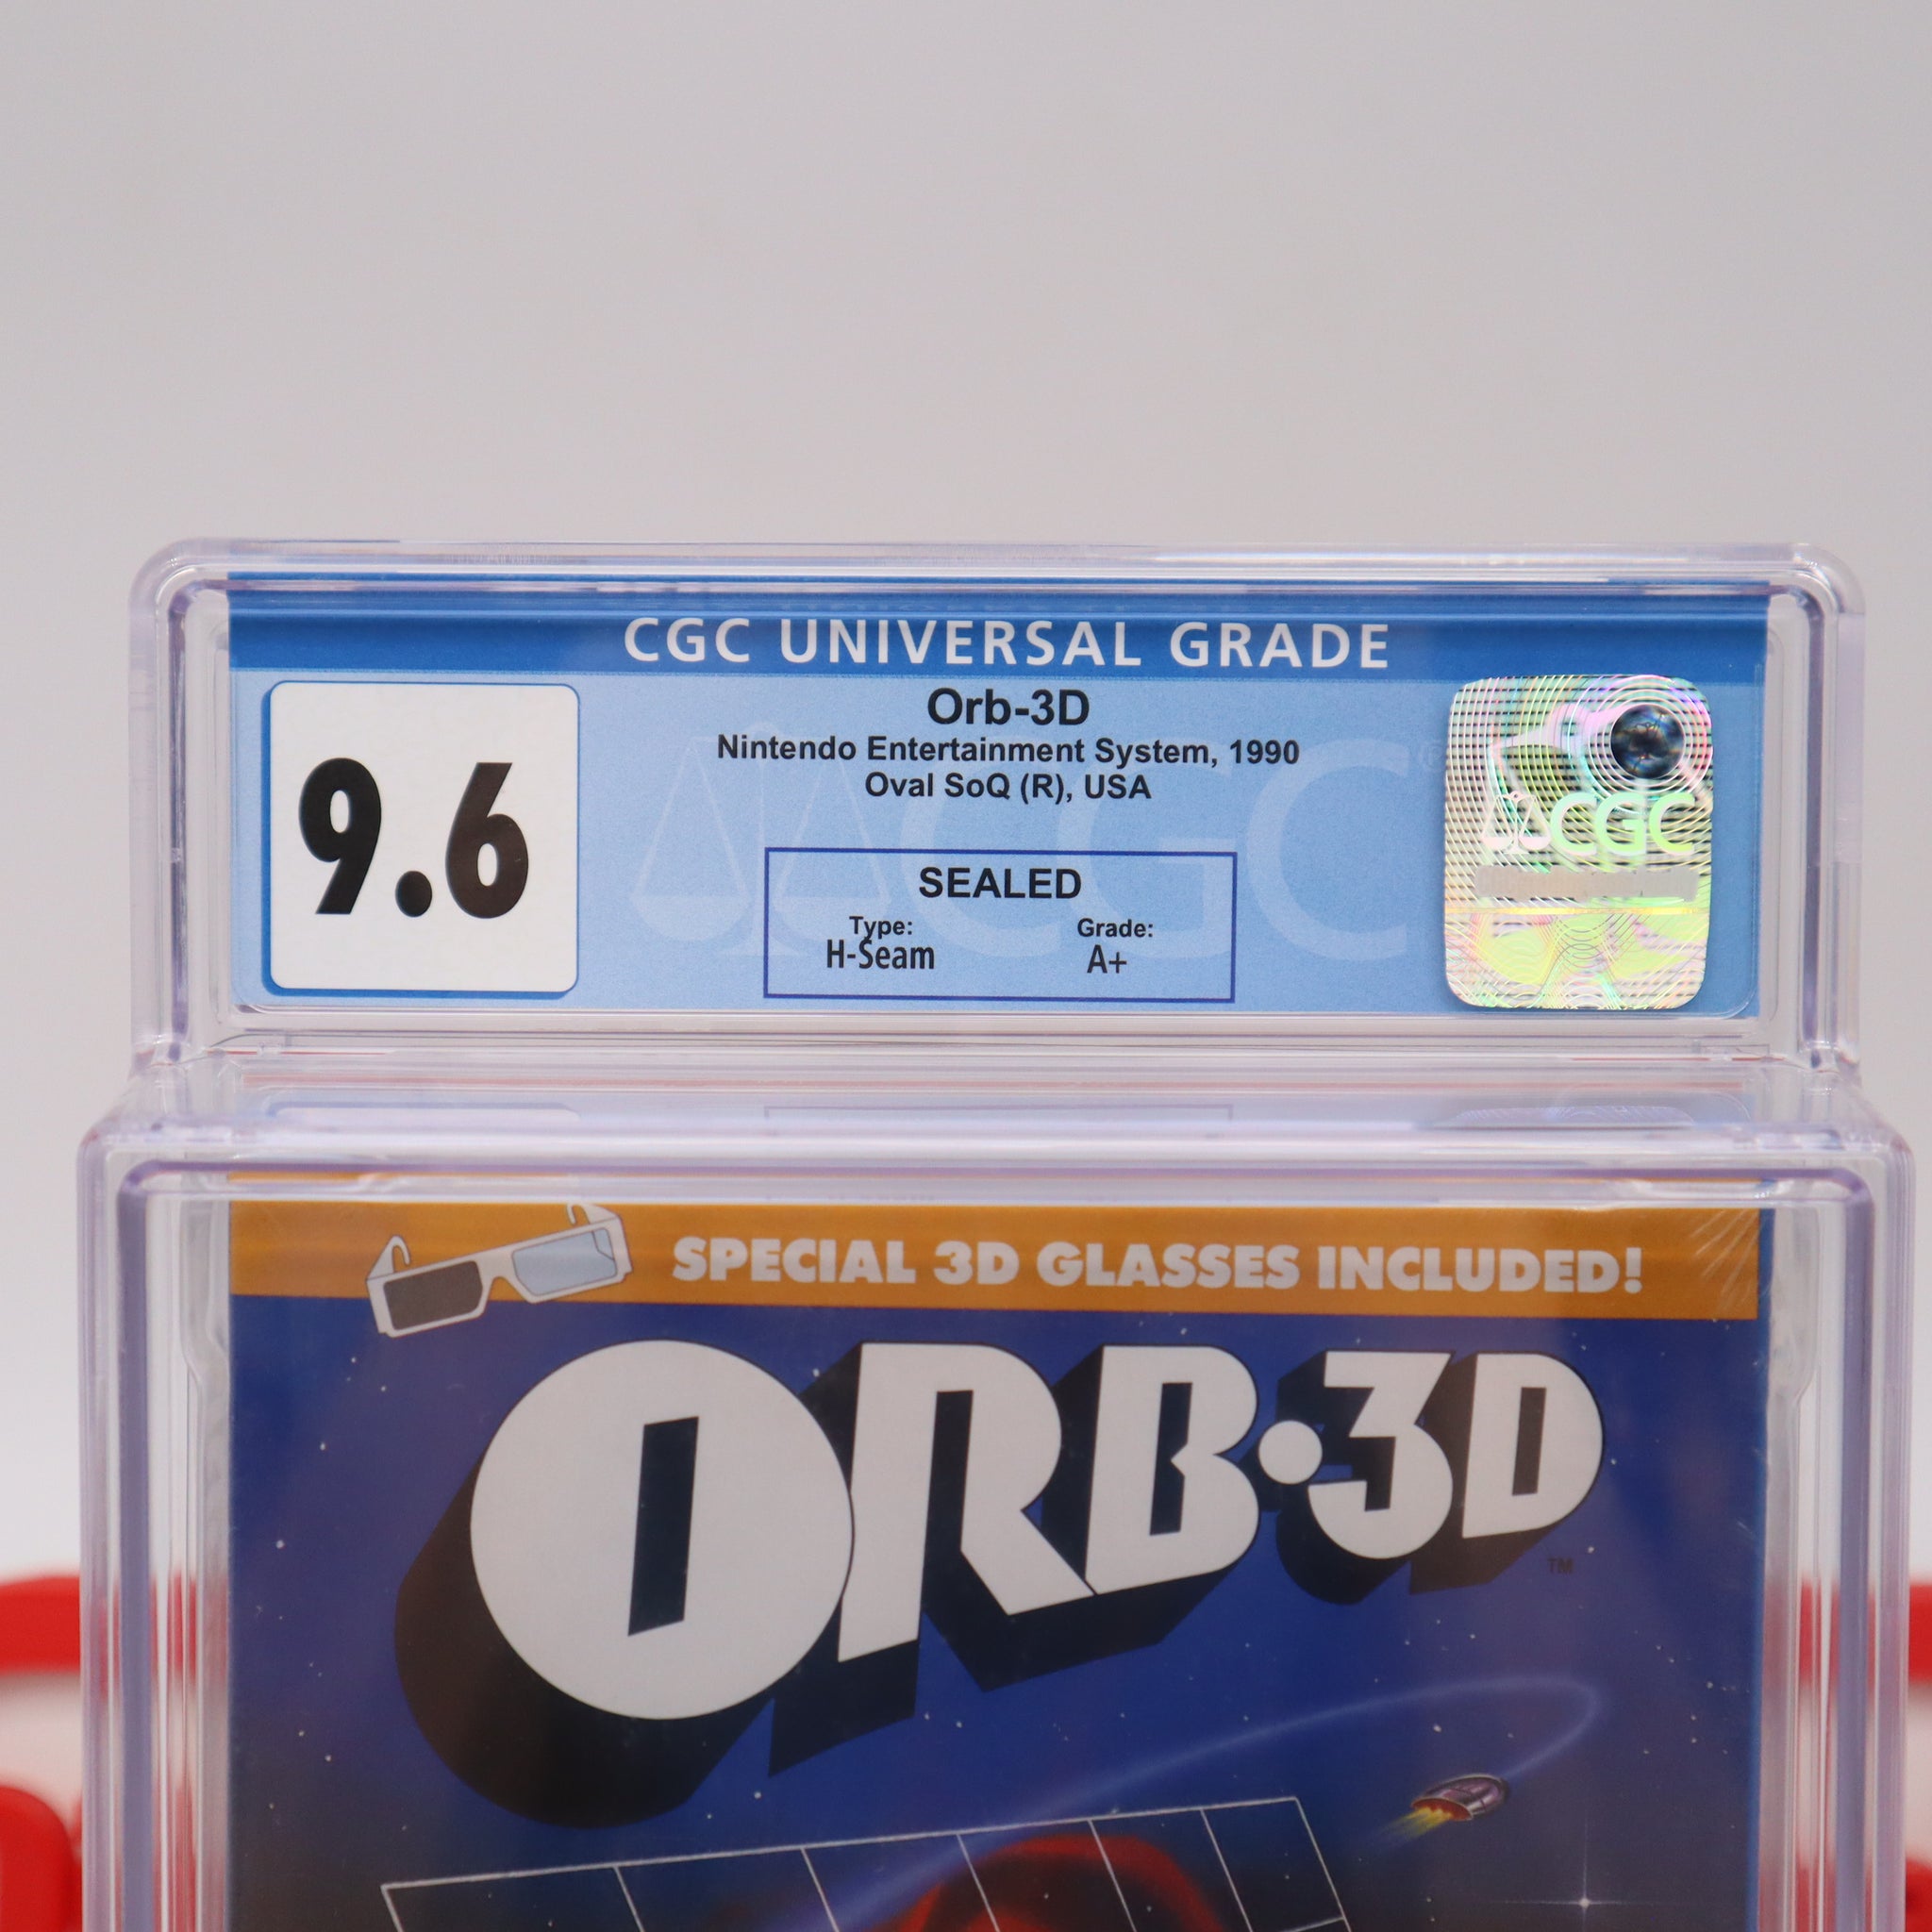 CGC UNIVERSAL GRADE
9.6
Orb-3D
Nintendo Entertainment System, 1990
Oval SoQ (R), USA
SEALED
Type:
H-Seam
Grade:
A+
CGC
CGC
SPECIAL 3D GLASSES INCLUDED!
ORB•3D
TM